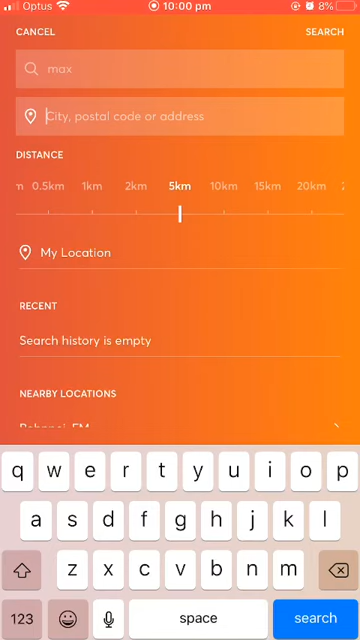 Optus 10:00 pm 8%
CANCEL SEARCH
max
City, postal code or address
DISTANCE
m 0.5km 1km 2km 5km 10km 15km 20km
My Location
RECENT
Search history is empty
NEARBY LOCATIONS
q w e r t y u i o p
a s d f g h j k l
z x c v b n m
123 space search